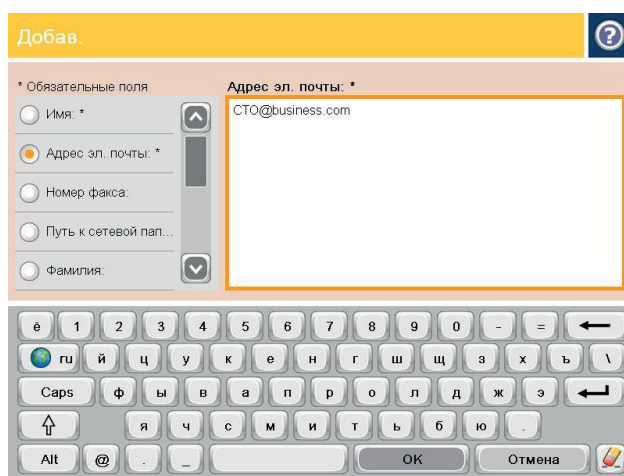 Добав.
* Обязательные поля
Адрес эл. почты: *
Имя: *
CTO@business.com
Адрес эл. почты: *
Номер факса:
Путь к сетевой пап...
Фамилия:
ё 1 2 3 4 5 6 7 8 9 0 - =
ru й ц у к е н г ш щ з х ъ \
Caps ф ы в а п р о л д ж э
я ч с м и т ь б ю .
Alt @ . _ OK Отмена